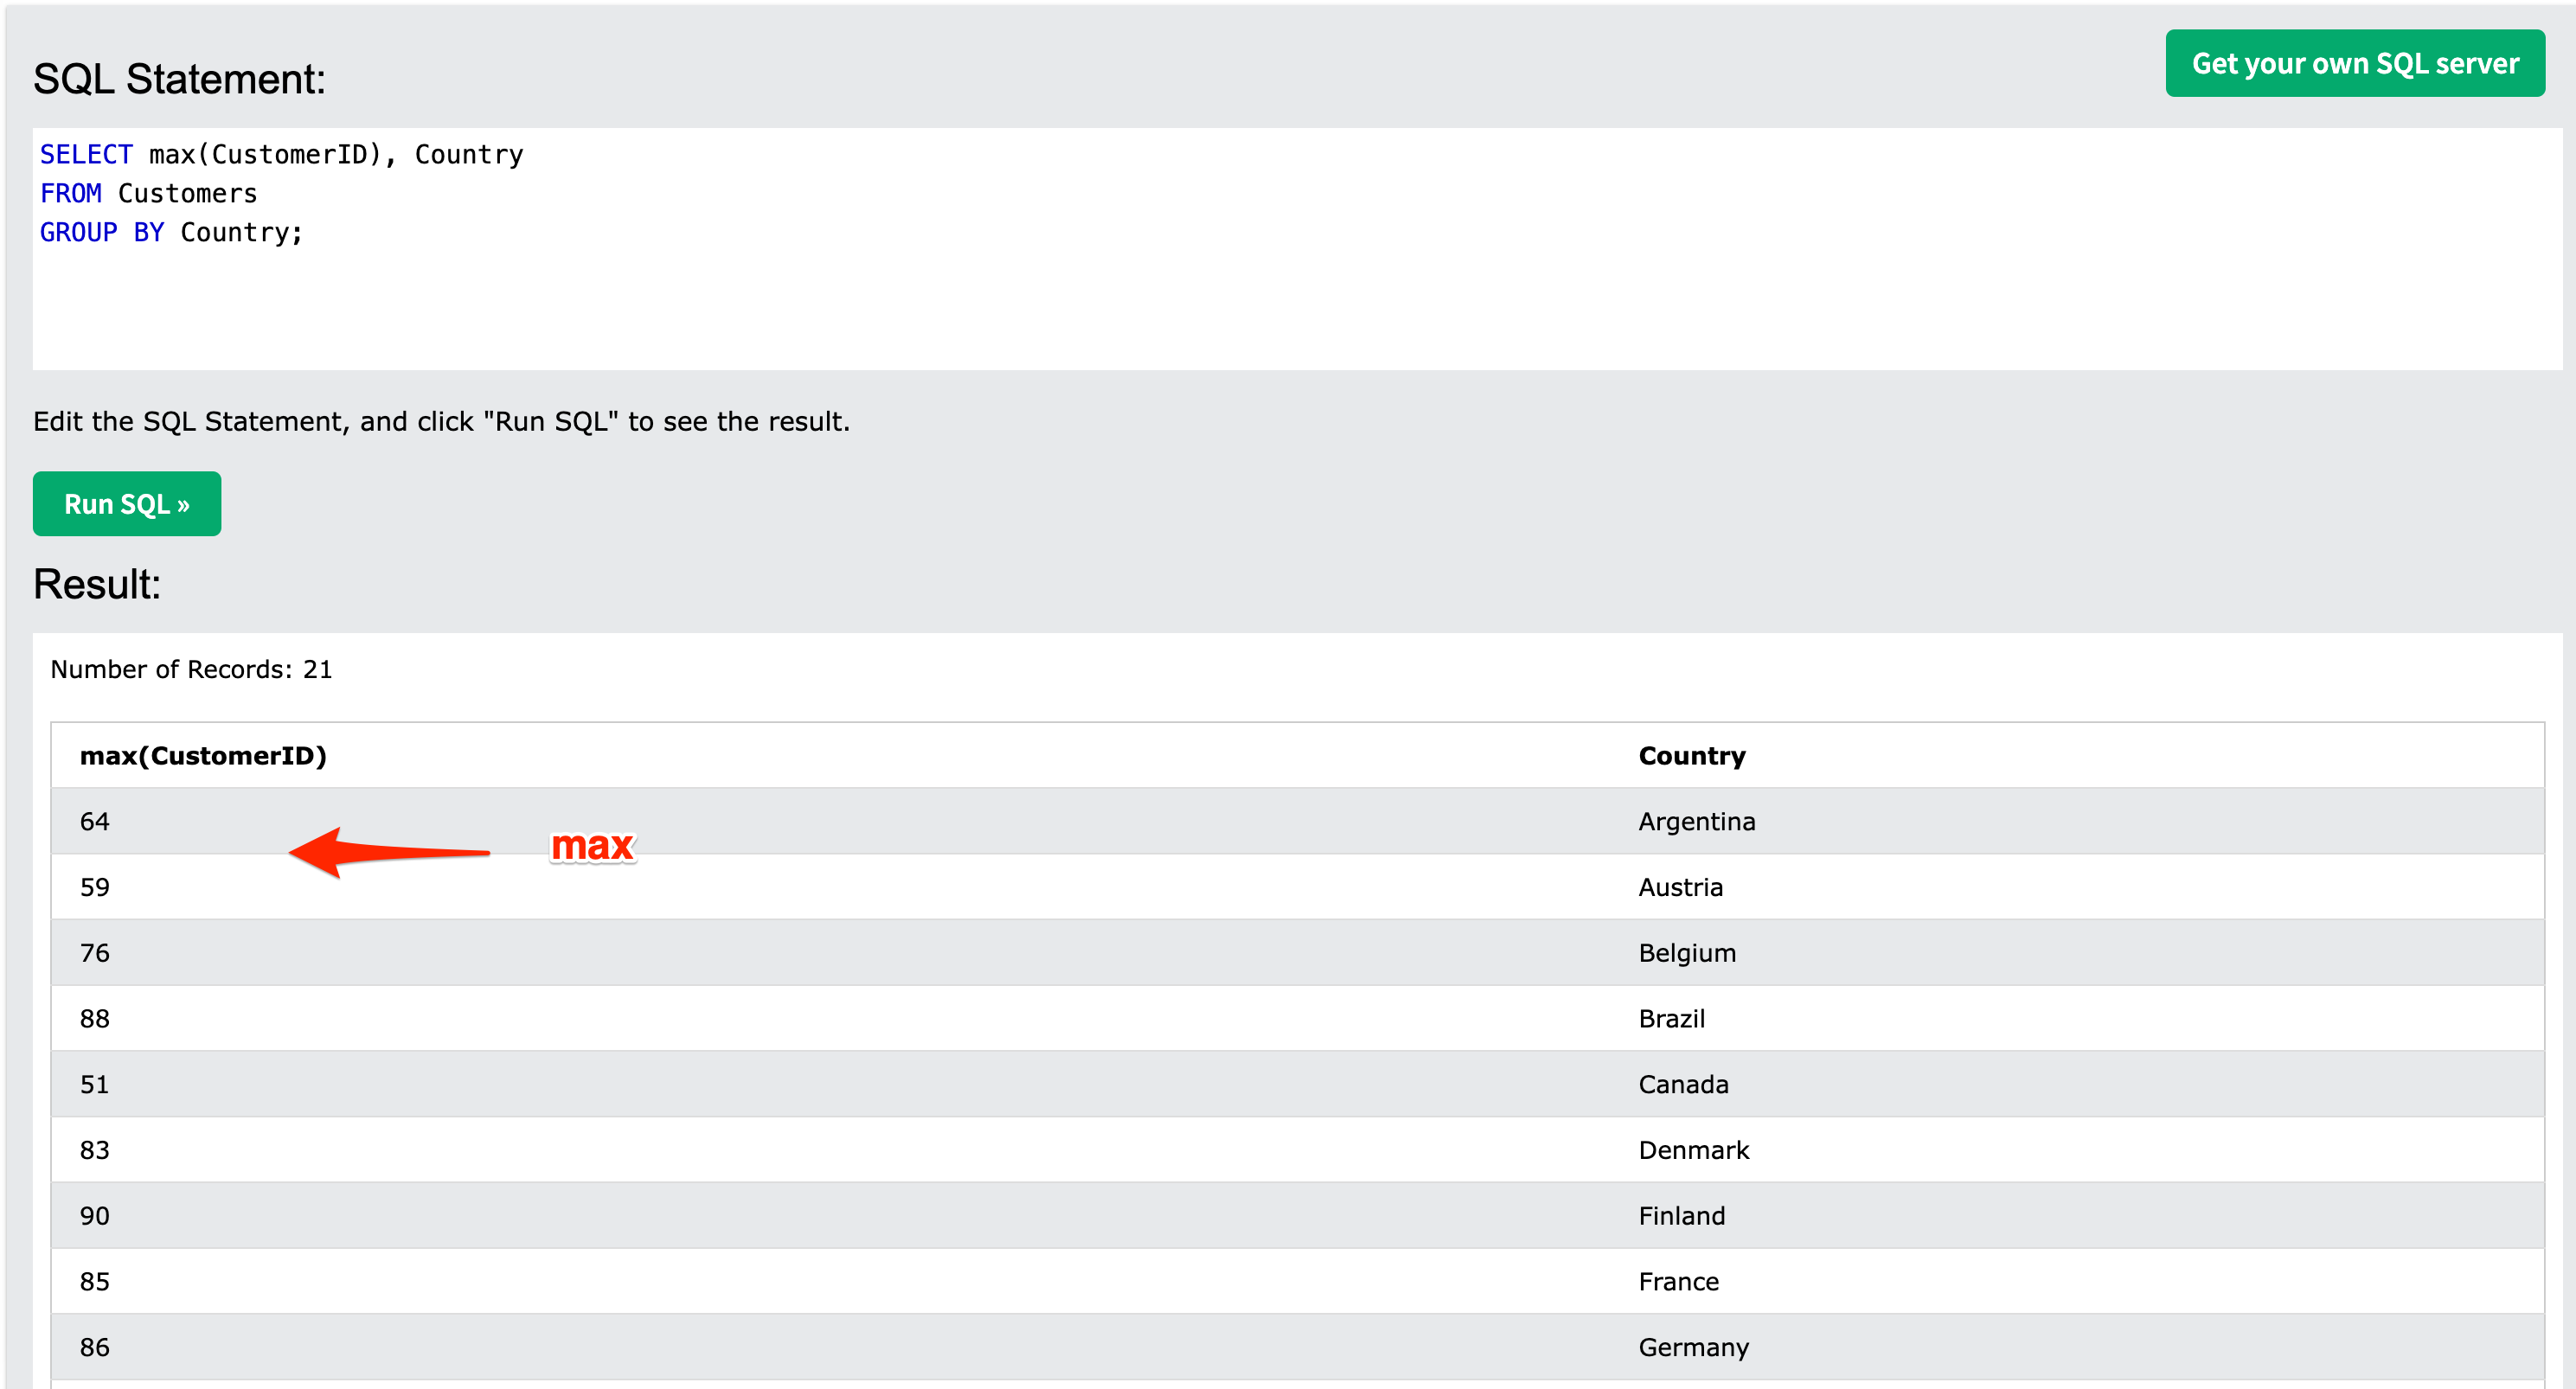 SQL Statement:
Get your own SQL server
SELECT max(CustomerID), Country
FROM Customers
GROUP BY Country;
Edit the SQL Statement, and click "Run SQL" to see the result.
Run SQL »
Result:
Number of Records: 21
max(CustomerID) Country
64 Argentina
max
59 Austria
76 Belgium
88 Brazil
51 Canada
83 Denmark
90 Finland
85 France
86 Germany